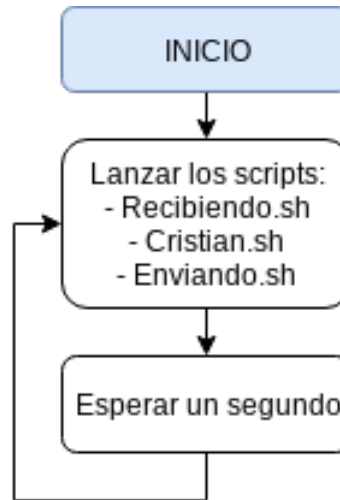 INICIO
Lanzar los scripts:
- Recibiendo.sh
- Cristian.sh
- Enviando.sh
Esperar un segundo